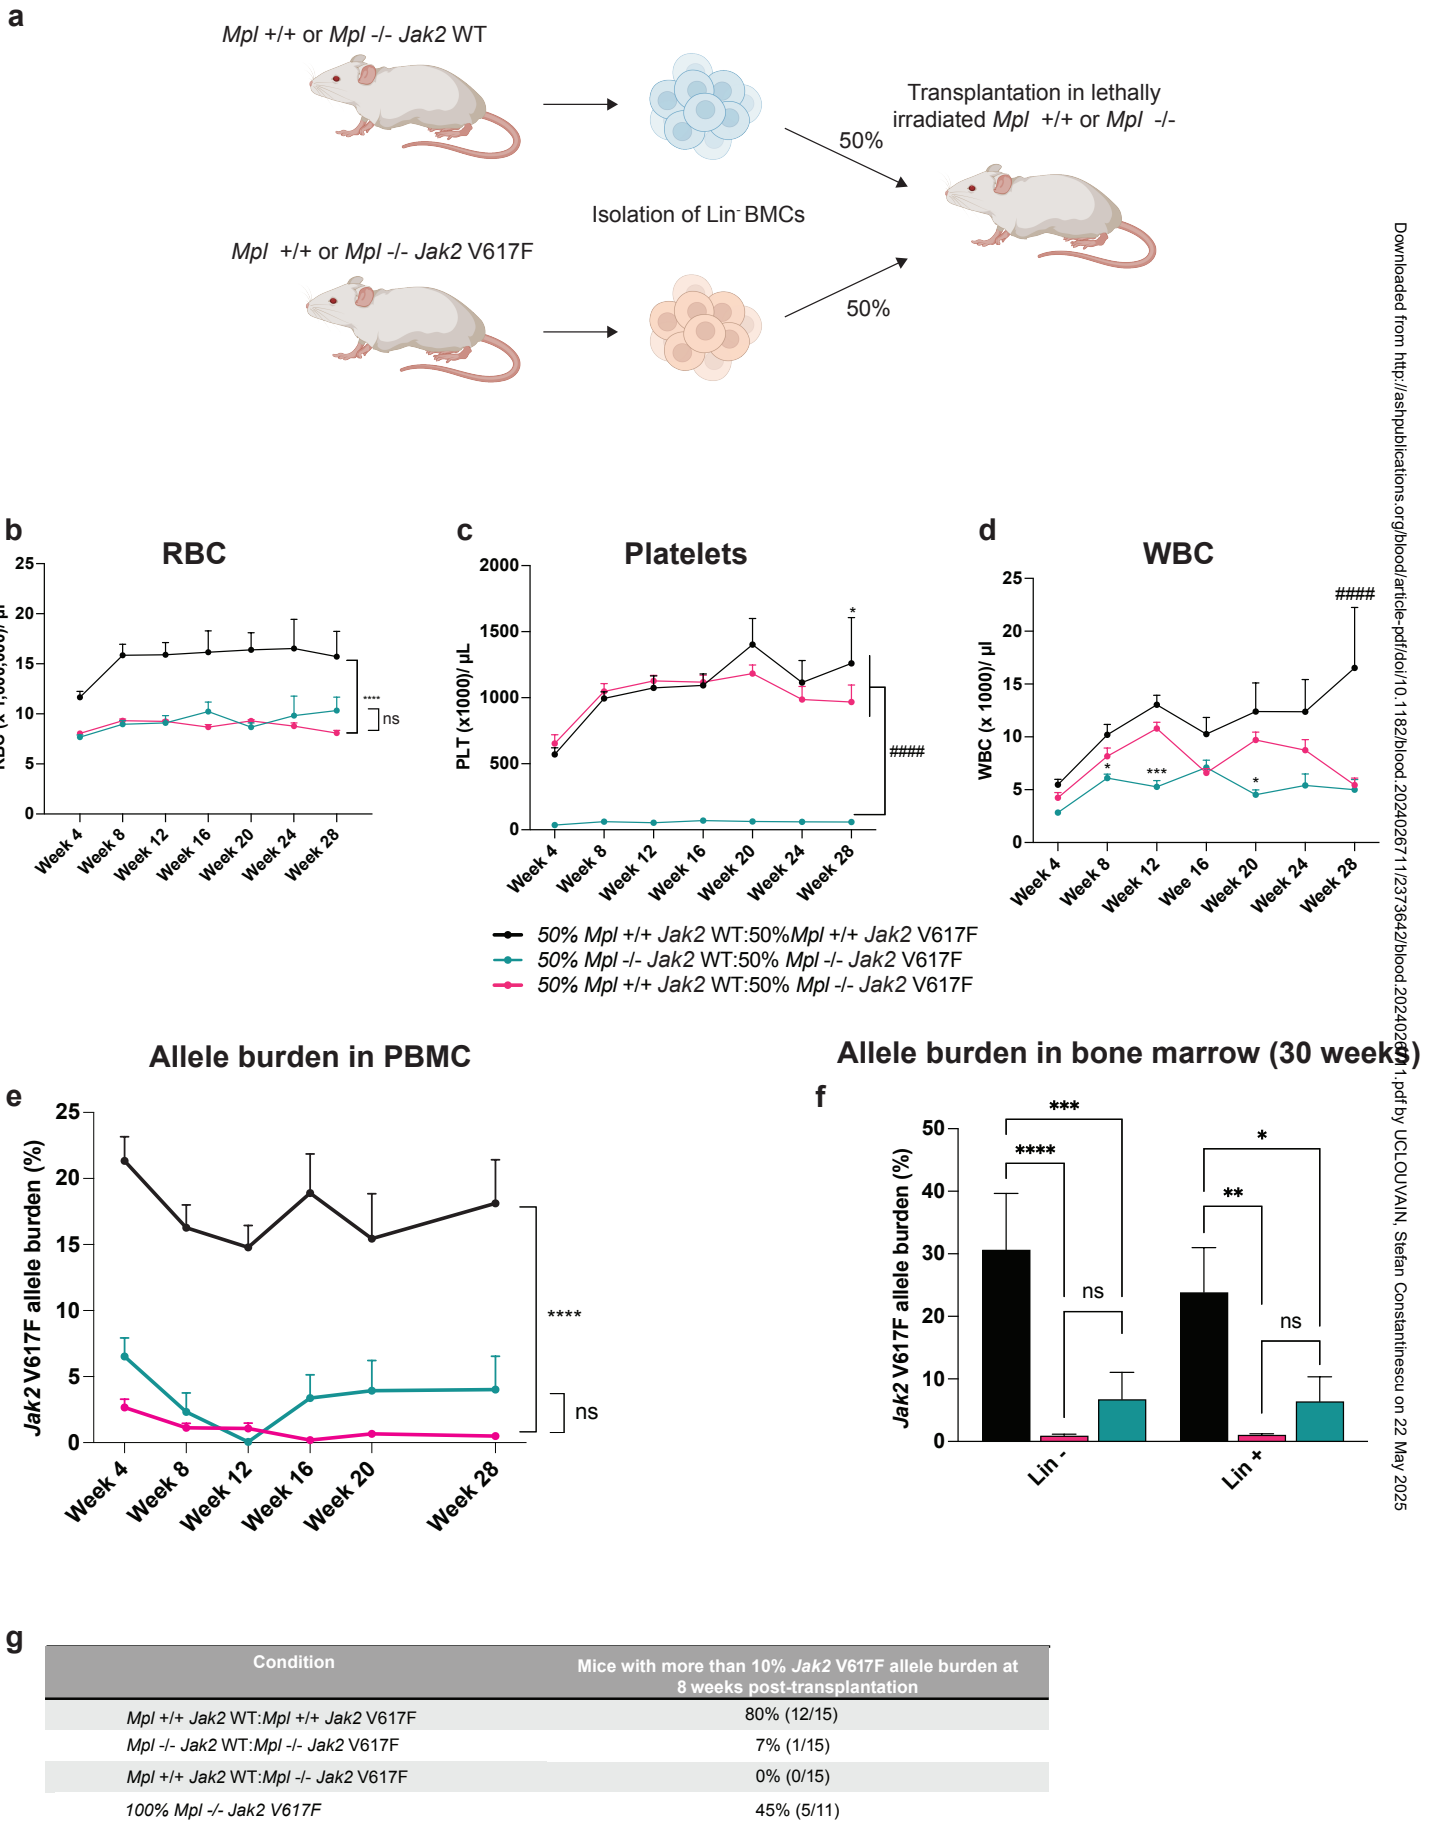 a
Mpl +/+ or Mpl -/- Jak2 WT
Transplantation in lethally
irradiated Mpl +/+ or Mpl -/-
50%
Isolation of Lin- BMCs
Mpl +/+ or Mpl -/- Jak2 V617F
50%
b
RBC
25
20
15
10
5
0
****
ns
Week 4
Week 8
Week 12
Week 16
Week 20
Week 24
Week 28
c
Platelets
PLT (x1000)/ µL
2000
1500
1000
500
0
*
####
Week 4
Week 8
Week 12
Week 16
Week 20
Week 24
Week 28
d
WBC
WBC (x 1000)/ µl
25
20
15
10
5
0
####
*
***
*
Week 4
Week 8
Week 12
Wee 16
Week 20
Week 24
Week 28
50% Mpl +/+ Jak2 WT:50%Mpl +/+ Jak2 V617F
50% Mpl -/- Jak2 WT:50% Mpl -/- Jak2 V617F
50% Mpl +/+ Jak2 WT:50% Mpl -/- Jak2 V617F
Allele burden in PBMC
e
Jak2 V617F allele burden (%)
25
20
15
10
5
0
****
ns
Week 4
Week 8
Week 12
Week 16
Week 20
Week 28
Allele burden in bone marrow (30 weeks)
f
Jak2 V617F allele burden (%)
50
40
30
20
10
0
***
****
ns
*
**
ns
Lin -
Lin +
g
Condition
Mice with more than 10% Jak2 V617F allele burden at
8 weeks post-transplantation
Mpl +/+ Jak2 WT:Mpl +/+ Jak2 V617F
80% (12/15)
Mpl -/- Jak2 WT:Mpl -/- Jak2 V617F
7% (1/15)
Mpl +/+ Jak2 WT:Mpl -/- Jak2 V617F
0% (0/15)
100% Mpl -/- Jak2 V617F
45% (5/11)
Downloaded from http://ashpublications.org/blood/article-pdf/doi/10.1182/blood.2024026711/2373642/blood.2024026711.pdf by UCLOUVAIN, Stefan Constantinescu on 22 May 2025